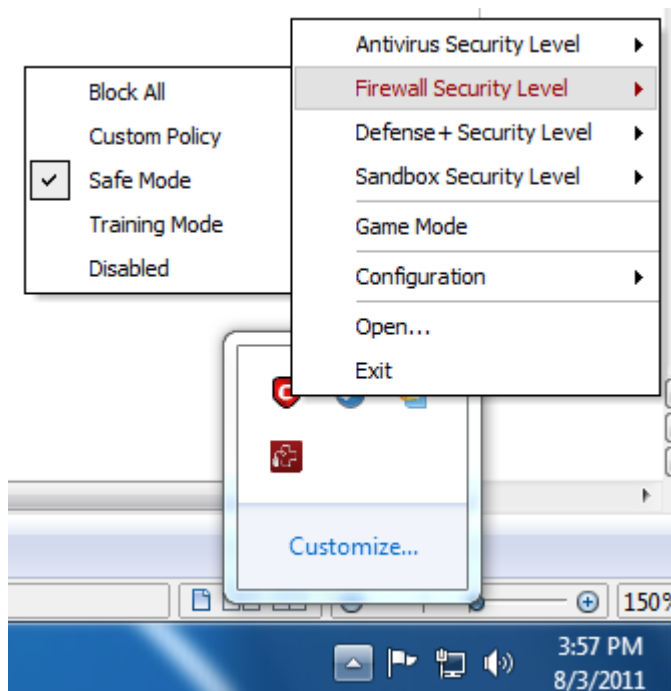 Antivirus Security Level
Firewall Security Level
Defense+ Security Level
Sandbox Security Level
Game Mode
Configuration
Open...
Exit
Block All
Custom Policy
Safe Mode
Training Mode
Disabled
Customize...
150%
3:57 PM
8/3/2011